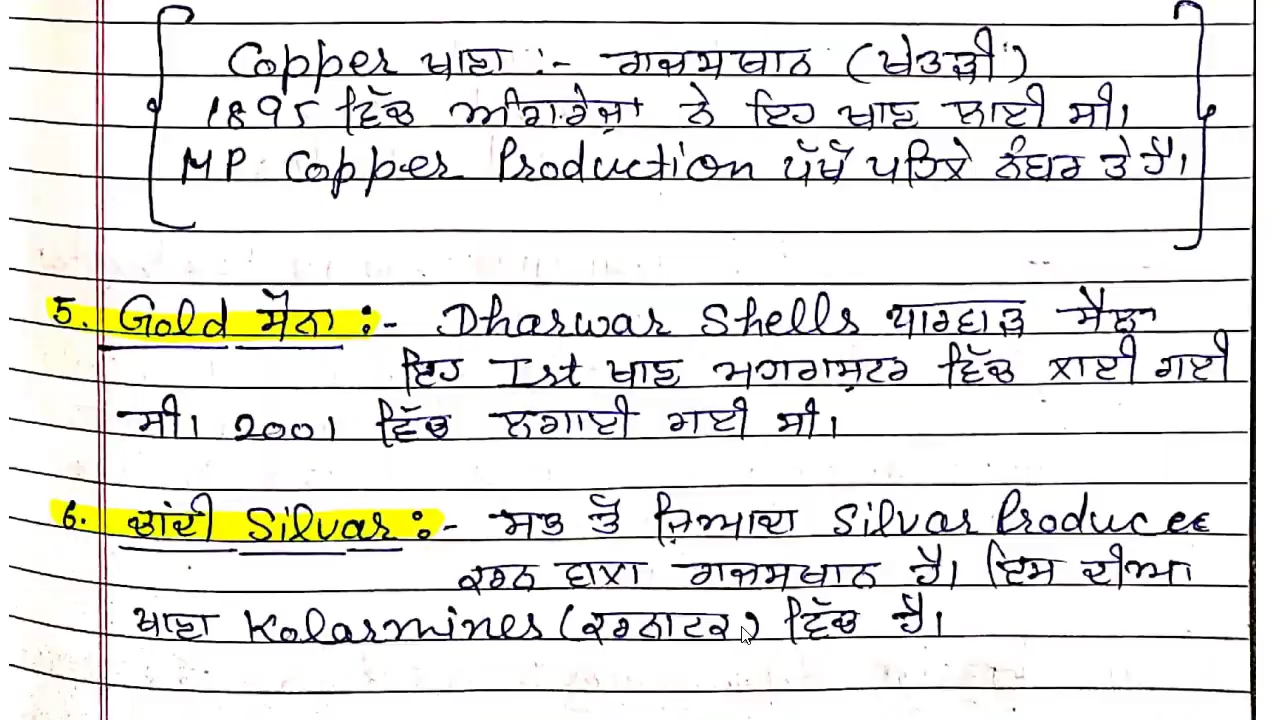 Copper ਖਾਣਾ :- ਰਾਜਸਥਾਨ (ਖੇਤੜੀ)
1895 ਵਿੱਚ ਅੰਗਰੇਜ਼ਾ ਨੇ ਇਹ ਖਾਣ ਲਾਈ ਸੀ।
MP Copper Production ਪੱਖੋਂ ਪਹਿਲੇ ਨੰਬਰ ਤੇ ਹੈ।
5. Gold ਸੋਨਾ :- Dharwar Shells ਧਾਰਵਾੜ ਸੈਲਾ
ਇਹ Ist ਖਾਣ ਮਹਾਰਾਸ਼ਟਰ ਵਿੱਚ ਲਾਈ ਗਈ
ਸੀ। 2001 ਵਿੱਚ ਲਗਾਈ ਗਈ ਸੀ।
6. ਚਾਂਦੀ Silvar :- ਸਭ ਤੋਂ ਜ਼ਿਆਦਾ Silvar Producee
ਕਰਨ ਵਾਲਾ ਰਾਜਸਥਾਨ ਹੈ। ਇਸ ਦੀਆ
ਖਾਣਾ Kolarmines (ਕਰਨਾਟਕ) ਵਿੱਚ ਹੈ।